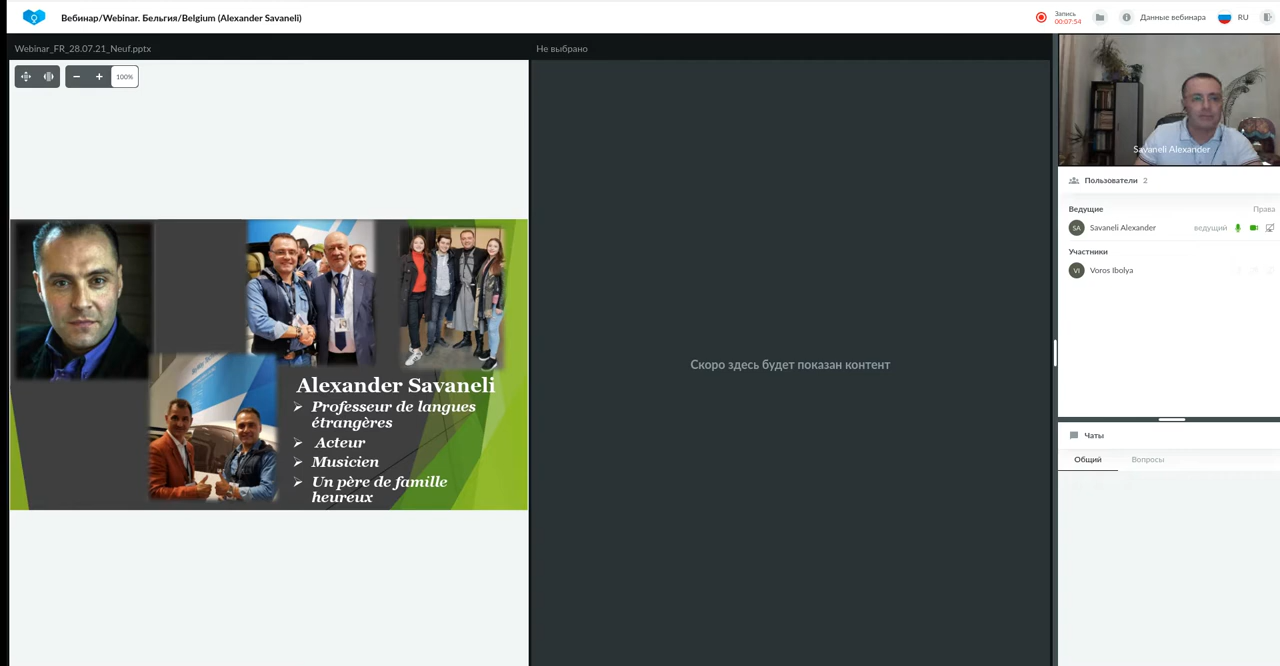 Вебинар/Webinar. Бельгия/Belgium (Alexander Savaneli)
Запись
00:07:54
Данные вебинара
RU
Webinar_FR_28.07.21_Neuf.pptx
Не выбрано
100%
Alexander Savaneli
➢ Professeur de langues
étrangères
➢ Acteur
➢ Musicien
➢ Un père de famille
heureux
Скоро здесь будет показан контент
Savaneli Alexander
Пользователи 2
Ведущие Права
SA Savaneli Alexander ведущий
Участники
VI Voros Ibolya
Чаты
Общий Вопросы